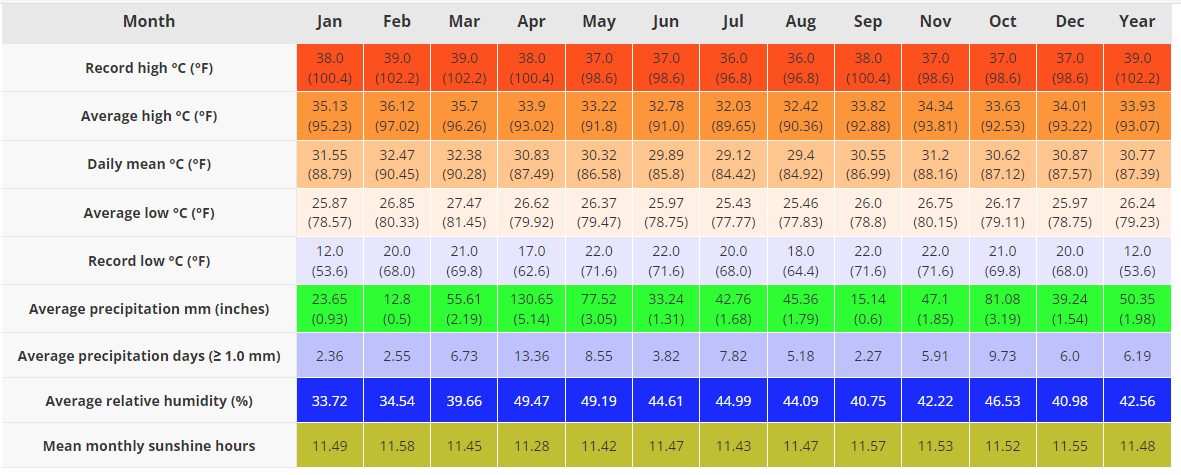 Month Jan Feb Mar Apr May Jun Jul Aug Sep Nov Oct Dec Year
Record high °C (°F) 38.0 (100.4) 39.0 (102.2) 39.0 (102.2) 38.0 (100.4) 37.0 (98.6) 37.0 (98.6) 36.0 (96.8) 36.0 (96.8) 38.0 (100.4) 37.0 (98.6) 37.0 (98.6) 37.0 (98.6) 39.0 (102.2)
Average high °C (°F) 35.13 (95.23) 36.12 (97.02) 35.7 (96.26) 33.9 (93.02) 33.22 (91.8) 32.78 (91.0) 32.03 (89.65) 32.42 (90.36) 33.82 (92.88) 34.34 (93.81) 33.63 (92.53) 34.01 (93.22) 33.93 (93.07)
Daily mean °C (°F) 31.55 (88.79) 32.47 (90.45) 32.38 (90.28) 30.83 (87.49) 30.32 (86.58) 29.89 (85.8) 29.12 (84.42) 29.4 (84.92) 30.55 (86.99) 31.2 (88.16) 30.62 (87.12) 30.87 (87.57) 30.77 (87.39)
Average low °C (°F) 25.87 (78.57) 26.85 (80.33) 27.47 (81.45) 26.62 (79.92) 26.37 (79.47) 25.97 (78.75) 25.43 (77.77) 25.46 (77.83) 26.0 (78.8) 26.75 (80.15) 26.17 (79.11) 25.97 (78.75) 26.24 (79.23)
Record low °C (°F) 12.0 (53.6) 20.0 (68.0) 21.0 (69.8) 17.0 (62.6) 22.0 (71.6) 22.0 (71.6) 20.0 (68.0) 18.0 (64.4) 22.0 (71.6) 22.0 (71.6) 21.0 (69.8) 20.0 (68.0) 12.0 (53.6)
Average precipitation mm (inches) 23.65 (0.93) 12.8 (0.5) 55.61 (2.19) 130.65 (5.14) 77.52 (3.05) 33.24 (1.31) 42.76 (1.68) 45.36 (1.79) 15.14 (0.6) 47.1 (1.85) 81.08 (3.19) 39.24 (1.54) 50.35 (1.98)
Average precipitation days (≥ 1.0 mm) 2.36 2.55 6.73 13.36 8.55 3.82 7.82 5.18 2.27 5.91 9.73 6.0 6.19
Average relative humidity (%) 33.72 34.54 39.66 49.47 49.19 44.61 44.99 44.09 40.75 42.22 46.53 40.98 42.56
Mean monthly sunshine hours 11.49 11.58 11.45 11.28 11.42 11.47 11.43 11.47 11.57 11.53 11.52 11.55 11.48